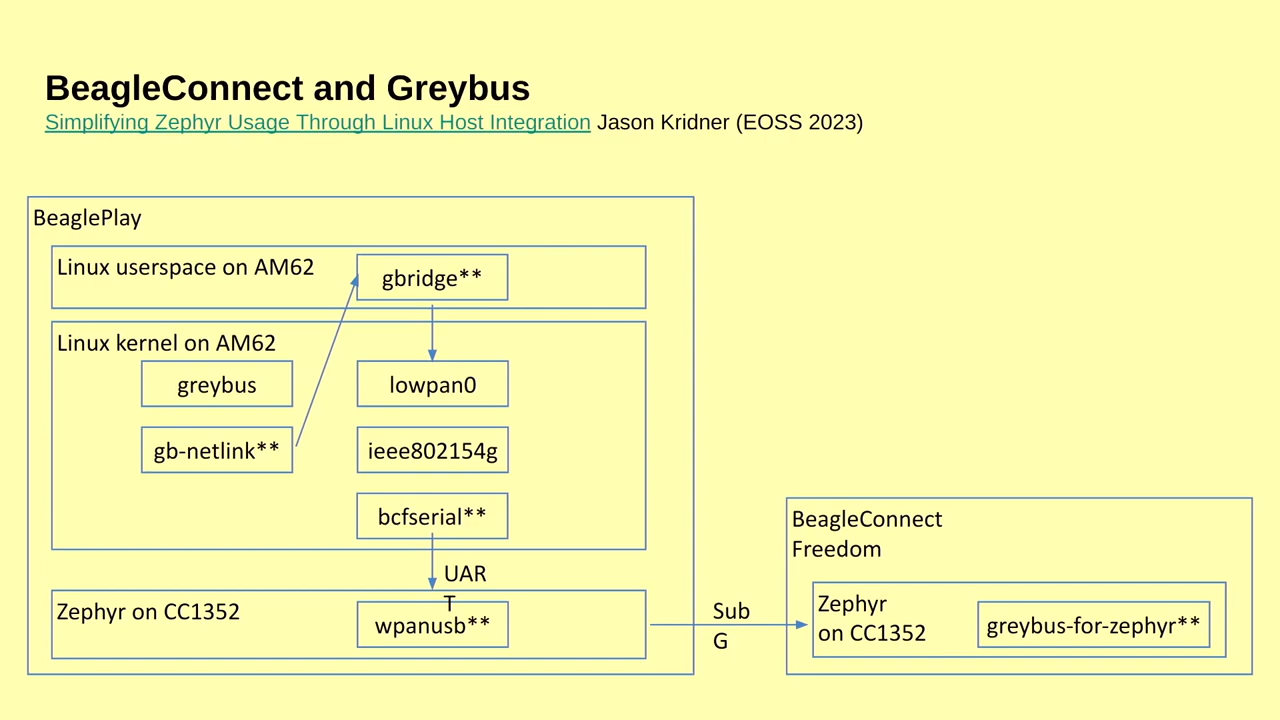 BeagleConnect and Greybus
Simplifying Zephyr Usage Through Linux Host Integration Jason Kridner (EOSS 2023)
BeaglePlay
Linux userspace on AM62
gbridge**
Linux kernel on AM62
greybus
lowpan0
gb-netlink**
ieee802154g
bcfserial**
UAR
T
Zephyr on CC1352
wpanusb**
Sub
G
BeagleConnect
Freedom
Zephyr
on CC1352
greybus-for-zephyr**